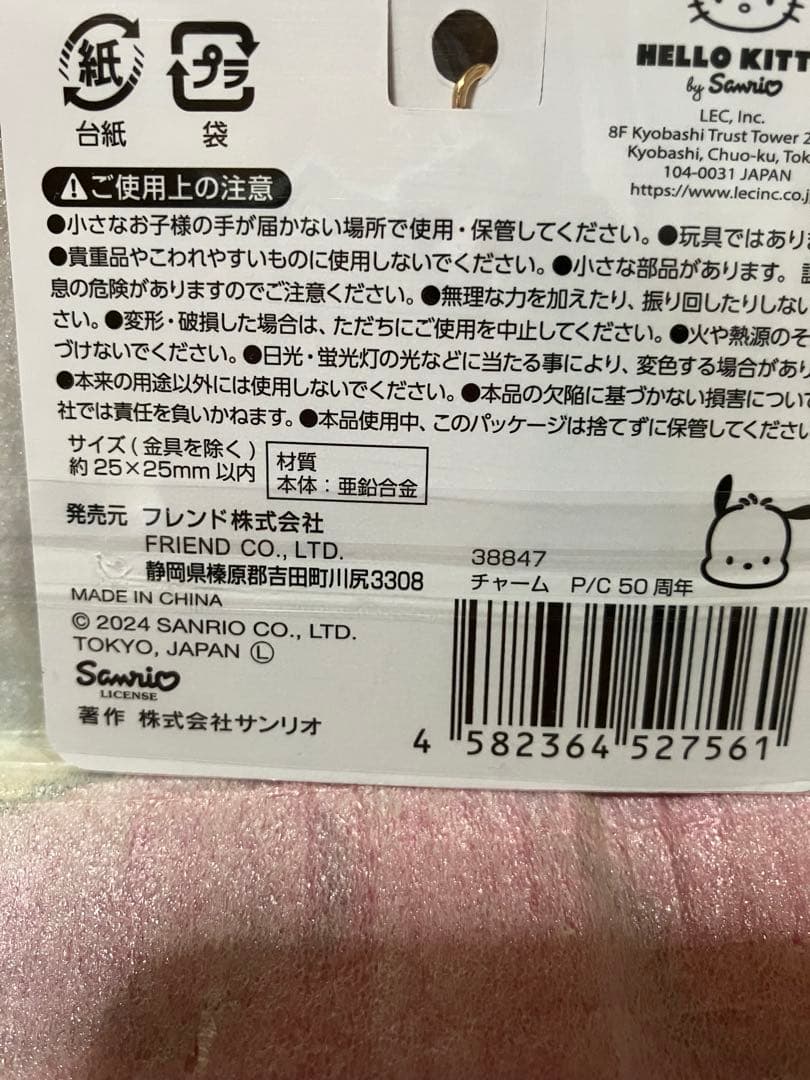 紙
プラ
台紙
袋
HELLO KITT
by Sanrio
LEC, Inc.
8F Kyobashi Trust Tower 2
Kyobashi, Chuo-ku, Tok
104-0031 JAPAN
https://www.lecinc.co.j
ご使用上の注意
●小さなお子様の手が届かない場所で使用・保管してください。●玩具ではありま
●貴重品やこわれやすいものに使用しないでください。●小さな部品があります。誤
息の危険がありますのでご注意ください。●無理な力を加えたり、振り回したりしない
さい。●変形・破損した場合は、ただちにご使用を中止してください。●火や熱源のそ
づけないでください。●日光・蛍光灯の光などに当たる事により、変色する場合があり
●本来の用途以外には使用しないでください。●本品の欠陥に基づかない損害について
社では責任を負いかねます。●本品使用中、このパッケージは捨てずに保管してください
サイズ(金具を除く)
約25×25mm以内
材質
本体：亜鉛合金
発売元 フレンド株式会社
FRIEND CO., LTD.
静岡県榛原郡吉田町川尻3308
MADE IN CHINA
© 2024 SANRIO CO., LTD.
TOKYO, JAPAN Ⓛ
Sanrio
LICENSE
著作 株式会社サンリオ
38847
チャーム P/C 50周年
4 582364 527561